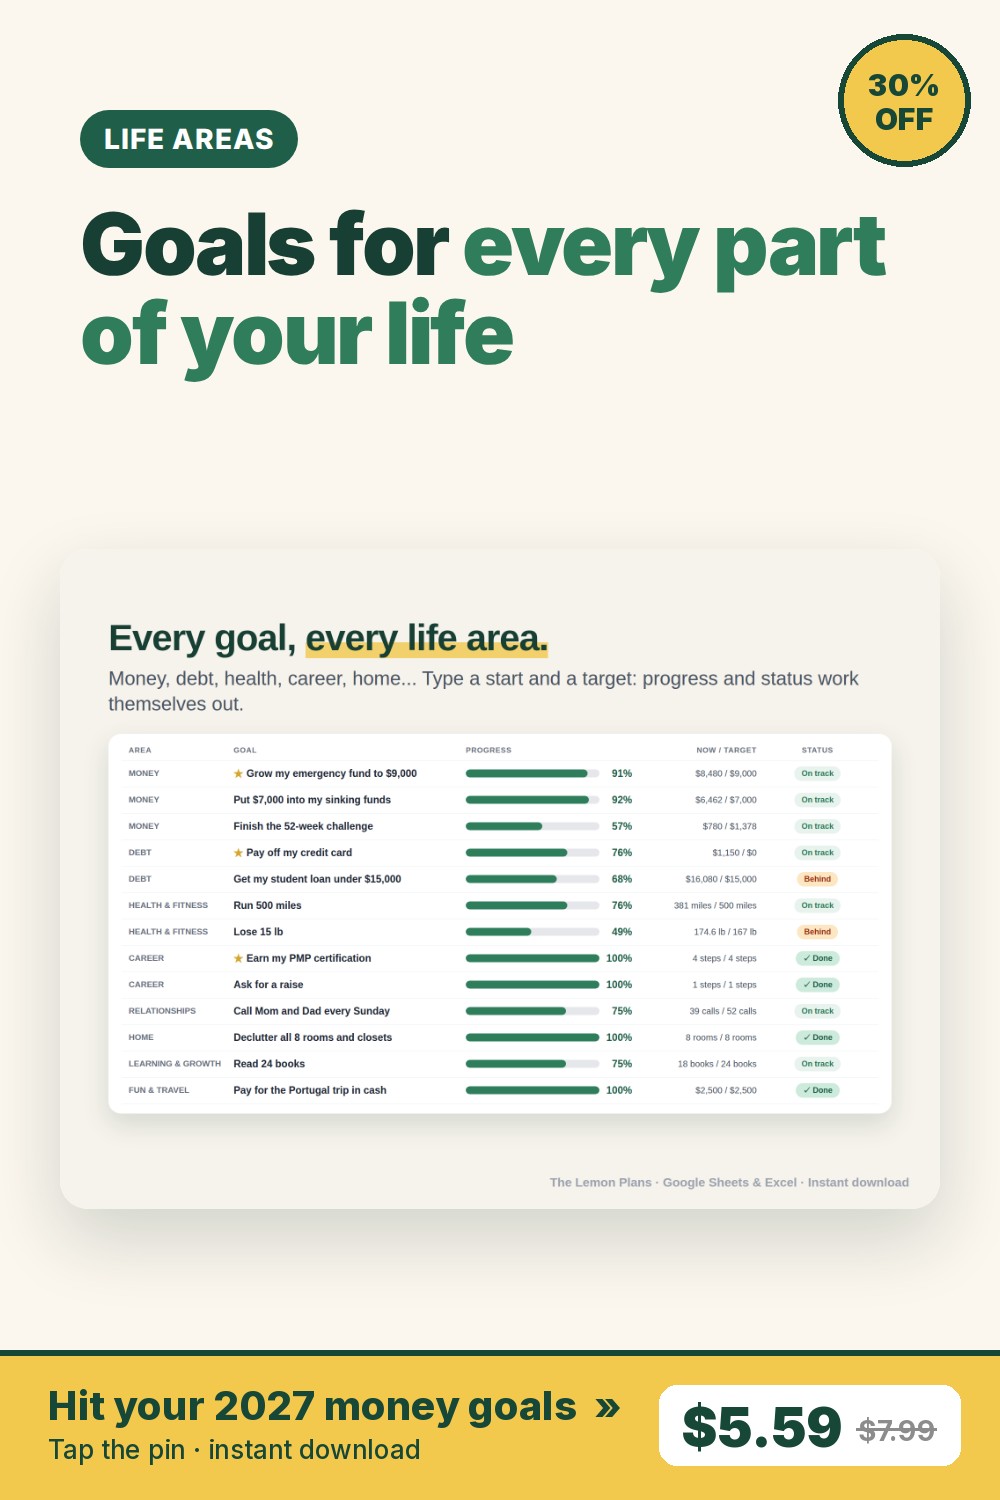 30%
OFF
LIFE AREAS
Goals for every part
of your life
Every goal, every life area.
Money, debt, health, career, home... Type a start and a target: progress and status work
themselves out.
AREA GOAL PROGRESS NOW / TARGET STATUS
MONEY ★ Grow my emergency fund to $9,000 91% $8,480 / $9,000 On track
MONEY Put $7,000 into my sinking funds 92% $6,462 / $7,000 On track
MONEY Finish the 52-week challenge 57% $780 / $1,378 On track
DEBT ★ Pay off my credit card 76% $1,150 / $0 On track
DEBT Get my student loan under $15,000 68% $16,080 / $15,000 Behind
HEALTH & FITNESS Run 500 miles 76% 381 miles / 500 miles On track
HEALTH & FITNESS Lose 15 lb 49% 174.6 lb / 167 lb Behind
CAREER ★ Earn my PMP certification 100% 4 steps / 4 steps ✓ Done
CAREER Ask for a raise 100% 1 steps / 1 steps ✓ Done
RELATIONSHIPS Call Mom and Dad every Sunday 75% 39 calls / 52 calls On track
HOME Declutter all 8 rooms and closets 100% 8 rooms / 8 rooms ✓ Done
LEARNING & GROWTH Read 24 books 75% 18 books / 24 books On track
FUN & TRAVEL Pay for the Portugal trip in cash 100% $2,500 / $2,500 ✓ Done
The Lemon Plans · Google Sheets & Excel · Instant download
Hit your 2027 money goals »
Tap the pin · instant download
$5.59 $7.99